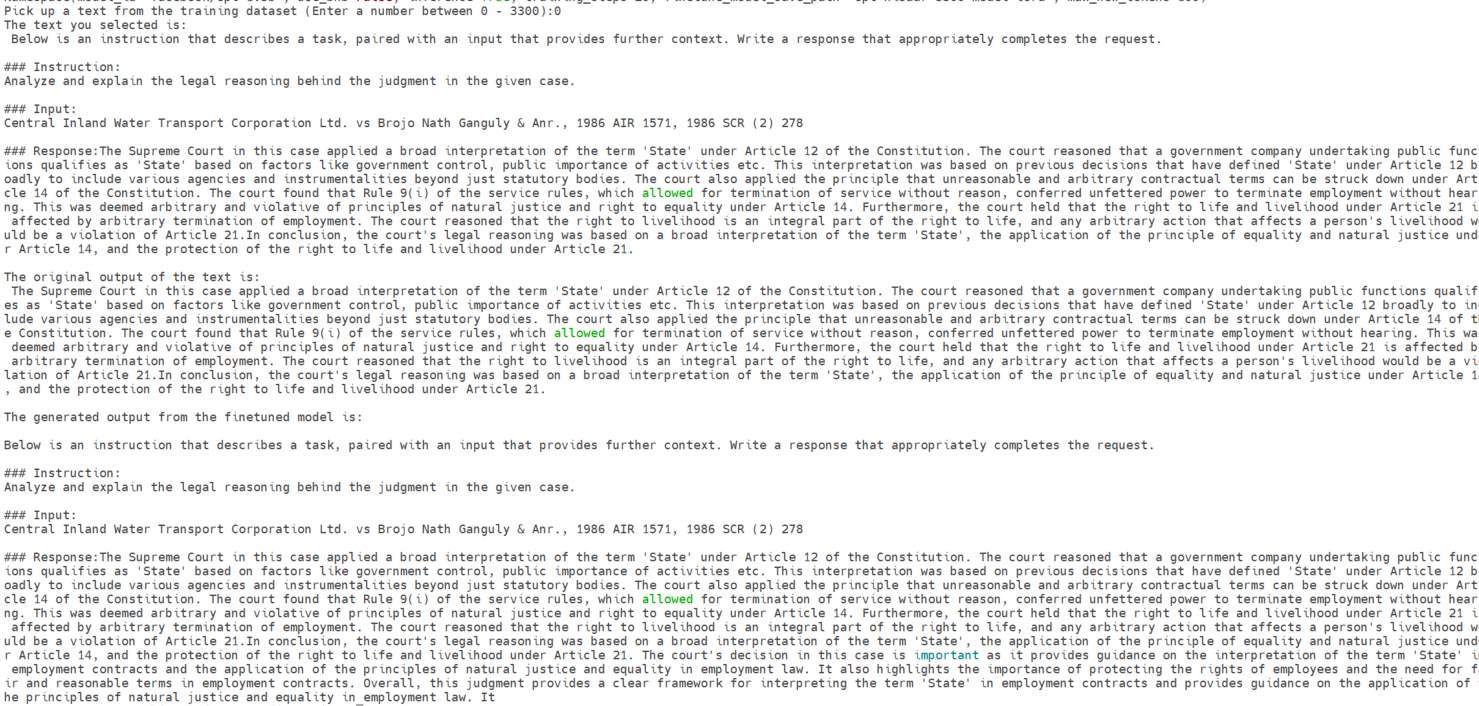 Pick up a text from the training dataset (Enter a number between 0 - 3300):0
The text you selected is:
Below is an instruction that describes a task, paired with an input that provides further context. Write a response that appropriately completes the request.
### Instruction:
Analyze and explain the legal reasoning behind the judgment in the given case.
### Input:
Central Inland Water Transport Corporation Ltd. vs Brojo Nath Ganguly & Anr., 1986 AIR 1571, 1986 SCR (2) 278
### Response:The Supreme Court in this case applied a broad interpretation of the term 'State' under Article 12 of the Constitution. The court reasoned that a government company undertaking public func
ions qualifies as 'State' based on factors like government control, public importance of activities etc. This interpretation was based on previous decisions that have defined 'State' under Article 12 b
oadly to include various agencies and instrumentalities beyond just statutory bodies. The court also applied the principle that unreasonable and arbitrary contractual terms can be struck down under Art
cle 14 of the Constitution. The court found that Rule 9(i) of the service rules, which allowed for termination of service without reason, conferred unfettered power to terminate employment without hear
ng. This was deemed arbitrary and violative of principles of natural justice and right to equality under Article 14. Furthermore, the court held that the right to life and livelihood under Article 21 i
affected by arbitrary termination of employment. The court reasoned that the right to livelihood is an integral part of the right to life, and any arbitrary action that affects a person's livelihood w
uld be a violation of Article 21.In conclusion, the court's legal reasoning was based on a broad interpretation of the term 'State', the application of the principle of equality and natural justice und
r Article 14, and the protection of the right to life and livelihood under Article 21.
The original output of the text is:
The Supreme Court in this case applied a broad interpretation of the term 'State' under Article 12 of the Constitution. The court reasoned that a government company undertaking public functions qualif
es as 'State' based on factors like government control, public importance of activities etc. This interpretation was based on previous decisions that have defined 'State' under Article 12 broadly to in
lude various agencies and instrumentalities beyond just statutory bodies. The court also applied the principle that unreasonable and arbitrary contractual terms can be struck down under Article 14 of t
e Constitution. The court found that Rule 9(i) of the service rules, which allowed for termination of service without reason, conferred unfettered power to terminate employment without hearing. This wa
deemed arbitrary and violative of principles of natural justice and right to equality under Article 14. Furthermore, the court held that the right to life and livelihood under Article 21 is affected b
arbitrary termination of employment. The court reasoned that the right to livelihood is an integral part of the right to life, and any arbitrary action that affects a person's livelihood would be a vi
lation of Article 21.In conclusion, the court's legal reasoning was based on a broad interpretation of the term 'State', the application of the principle of equality and natural justice under Article 1
, and the protection of the right to life and livelihood under Article 21.
The generated output from the finetuned model is:
Below is an instruction that describes a task, paired with an input that provides further context. Write a response that appropriately completes the request.
### Instruction:
Analyze and explain the legal reasoning behind the judgment in the given case.
### Input:
Central Inland Water Transport Corporation Ltd. vs Brojo Nath Ganguly & Anr., 1986 AIR 1571, 1986 SCR (2) 278
### Response:The Supreme Court in this case applied a broad interpretation of the term 'State' under Article 12 of the Constitution. The court reasoned that a government company undertaking public func
ions qualifies as 'State' based on factors like government control, public importance of activities etc. This interpretation was based on previous decisions that have defined 'State' under Article 12 b
oadly to include various agencies and instrumentalities beyond just statutory bodies. The court also applied the principle that unreasonable and arbitrary contractual terms can be struck down under Art
cle 14 of the Constitution. The court found that Rule 9(i) of the service rules, which allowed for termination of service without reason, conferred unfettered power to terminate employment without hear
ng. This was deemed arbitrary and violative of principles of natural justice and right to equality under Article 14. Furthermore, the court held that the right to life and livelihood under Article 21 i
affected by arbitrary termination of employment. The court reasoned that the right to livelihood is an integral part of the right to life, and any arbitrary action that affects a person's livelihood w
uld be a violation of Article 21.In conclusion, the court's legal reasoning was based on a broad interpretation of the term 'State', the application of the principle of equality and natural justice und
r Article 14, and the protection of the right to life and livelihood under Article 21. The court's decision in this case is important as it provides guidance on the interpretation of the term 'State' i
employment contracts and the application of the principles of natural justice and equality in employment law. It also highlights the importance of protecting the rights of employees and the need for f
ir and reasonable terms in employment contracts. Overall, this judgment provides a clear framework for interpreting the term 'State' in employment contracts and provides guidance on the application of
he principles of natural justice and equality in_employment law. It